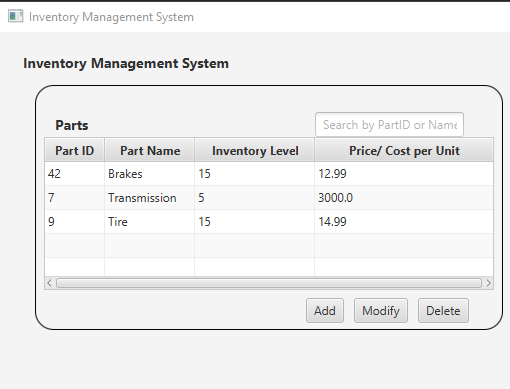 Inventory Management System
Inventory Management System
Parts Search by PartID or Name
Part ID Part Name Inventory Level Price/ Cost per Unit
42 Brakes 15 12.99
7 Transmission 5 3000.0
9 Tire 15 14.99
Add Modify Delete